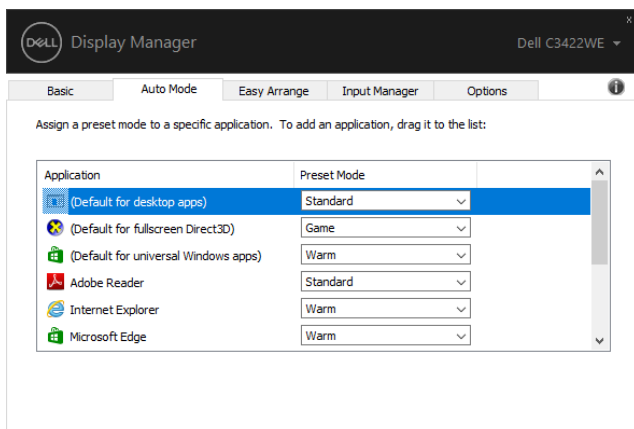 x
DELL Display Manager Dell C3422WE
Basic Auto Mode Easy Arrange Input Manager Options
Assign a preset mode to a specific application. To add an application, drag it to the list:
Application Preset Mode
(Default for desktop apps) Standard
(Default for fullscreen Direct3D) Game
(Default for universal Windows apps) Warm
Adobe Reader Standard
Internet Explorer Warm
Microsoft Edge Warm